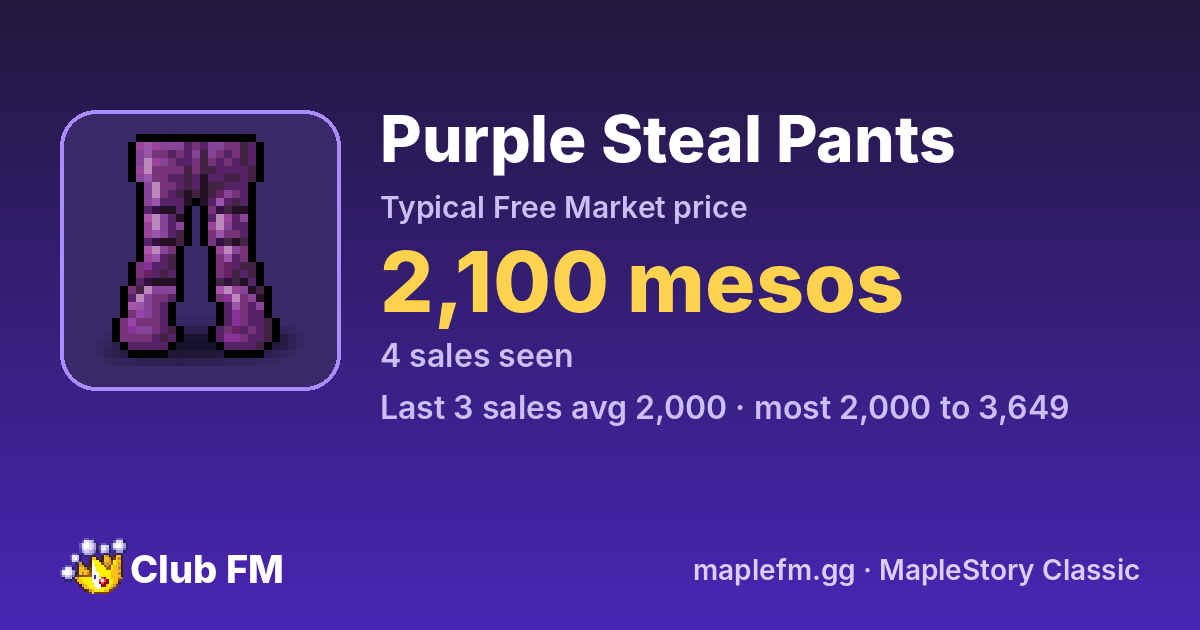 Purple Steal Pants
Typical Free Market price
2,100 mesos
4 sales seen
Last 3 sales avg 2,000 · most 2,000 to 3,649
Club FM
maplefm.gg · MapleStory Classic